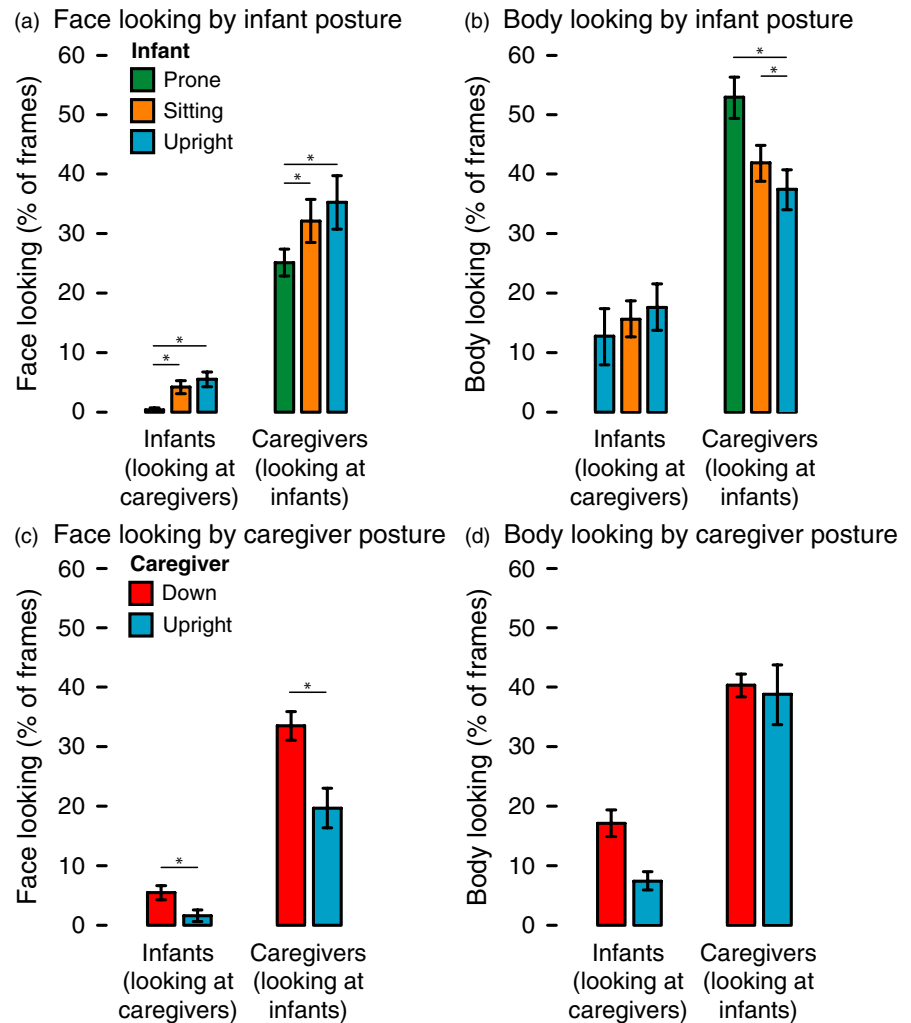 (a) Face looking by infant posture
Face looking (% of frames)
60
50
40
30
20
10
0
Infant
Prone
Sitting
Upright
*
*
*
*
Infants
(looking at
caregivers)
Caregivers
(looking at
infants)
(b) Body looking by infant posture
Body looking (% of frames)
60
50
40
30
20
10
0
*
*
Infants
(looking at
caregivers)
Caregivers
(looking at
infants)
(c) Face looking by caregiver posture
Face looking (% of frames)
60
50
40
30
20
10
0
Caregiver
Down
Upright
*
*
Infants
(looking at
caregivers)
Caregivers
(looking at
infants)
(d) Body looking by caregiver posture
Body looking (% of frames)
60
50
40
30
20
10
0
Infants
(looking at
caregivers)
Caregivers
(looking at
infants)